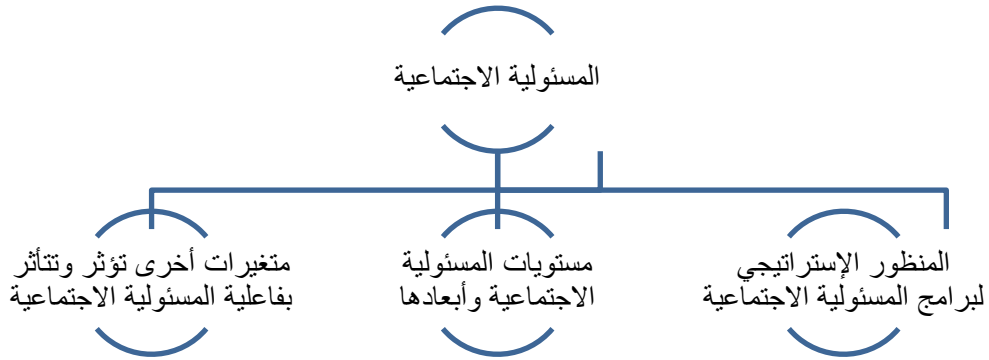 المسئولية الاجتماعية
المنظور الإستراتيجي
لبرامج المسئولية الاجتماعية
مستويات المسئولية
الاجتماعية وأبعادها
متغيرات أخرى تؤثر وتتأثر
بفاعلية المسئولية الاجتماعية